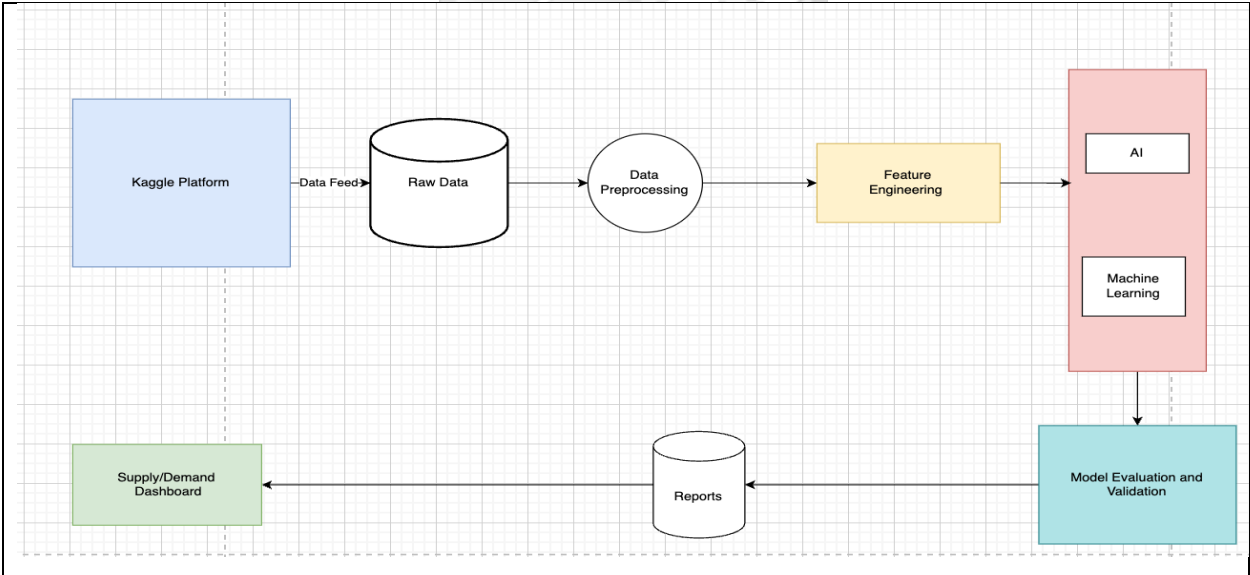 Kaggle Platform
Data Feed
Raw Data
Data
Preprocessing
Feature
Engineering
AI
Machine
Learning
Model Evaluation and
Validation
Reports
Supply/Demand
Dashboard